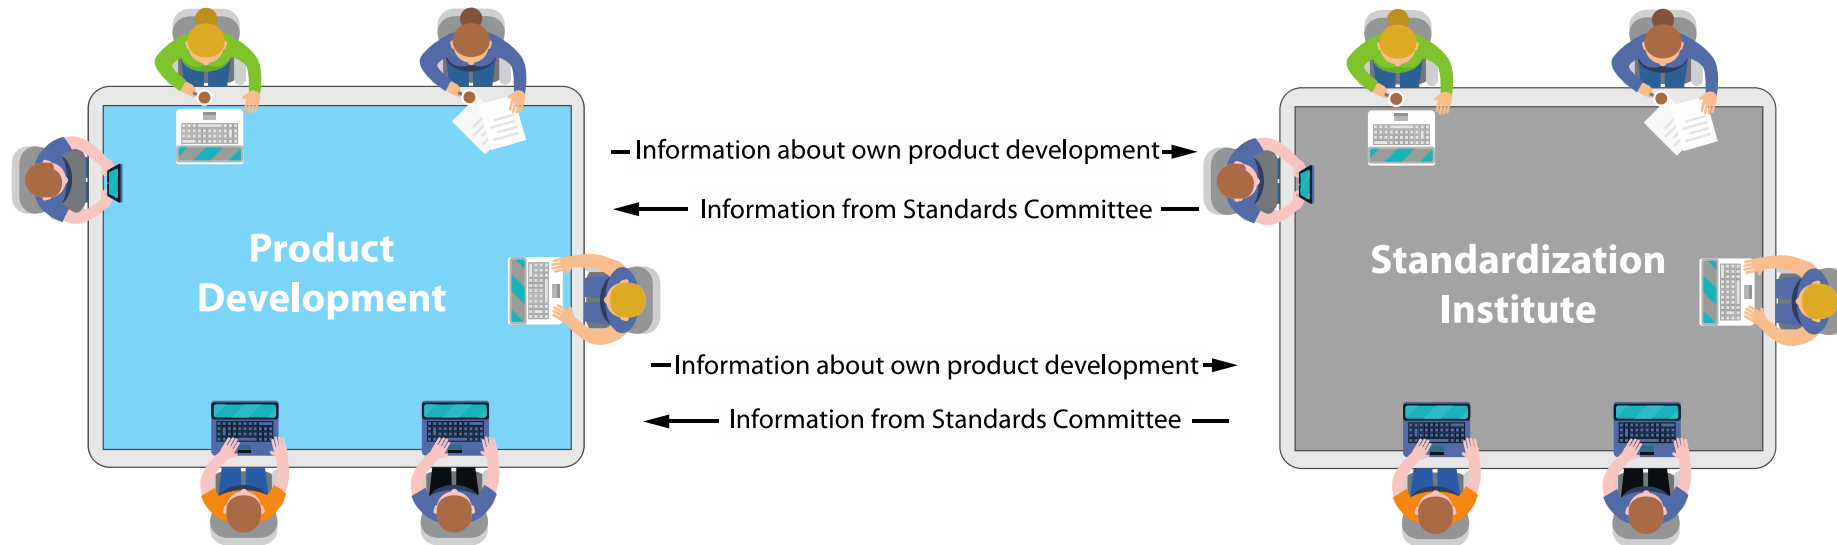 Information about own product development
Information from Standards Committee
Product
Development
Standardization
Institute
Information about own product development
Information from Standards Committee